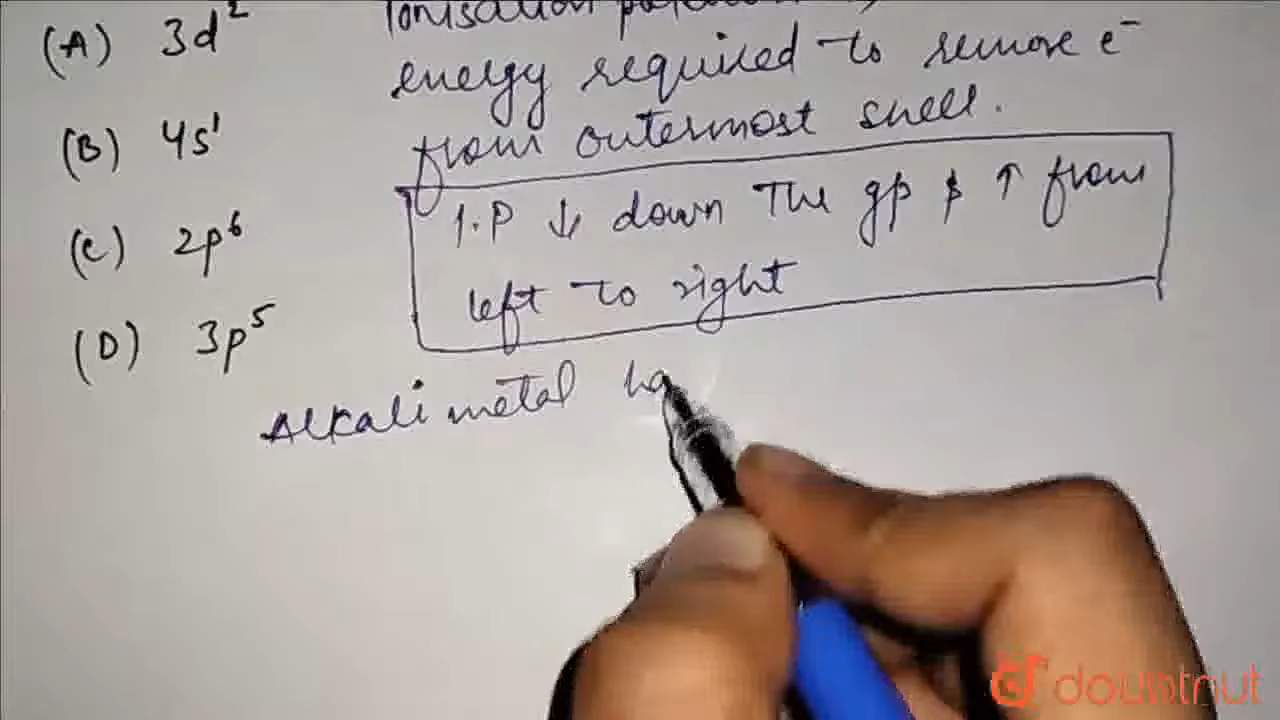 (A) 3d²
Ionisation
energy required to remove e⁻
from outermost shell.
(B) 4s¹
I.P ↓ down The gp & ↑ from
left to right
(C) 2p⁶
(D) 3p⁵
Alkali metal ha
doubtnut